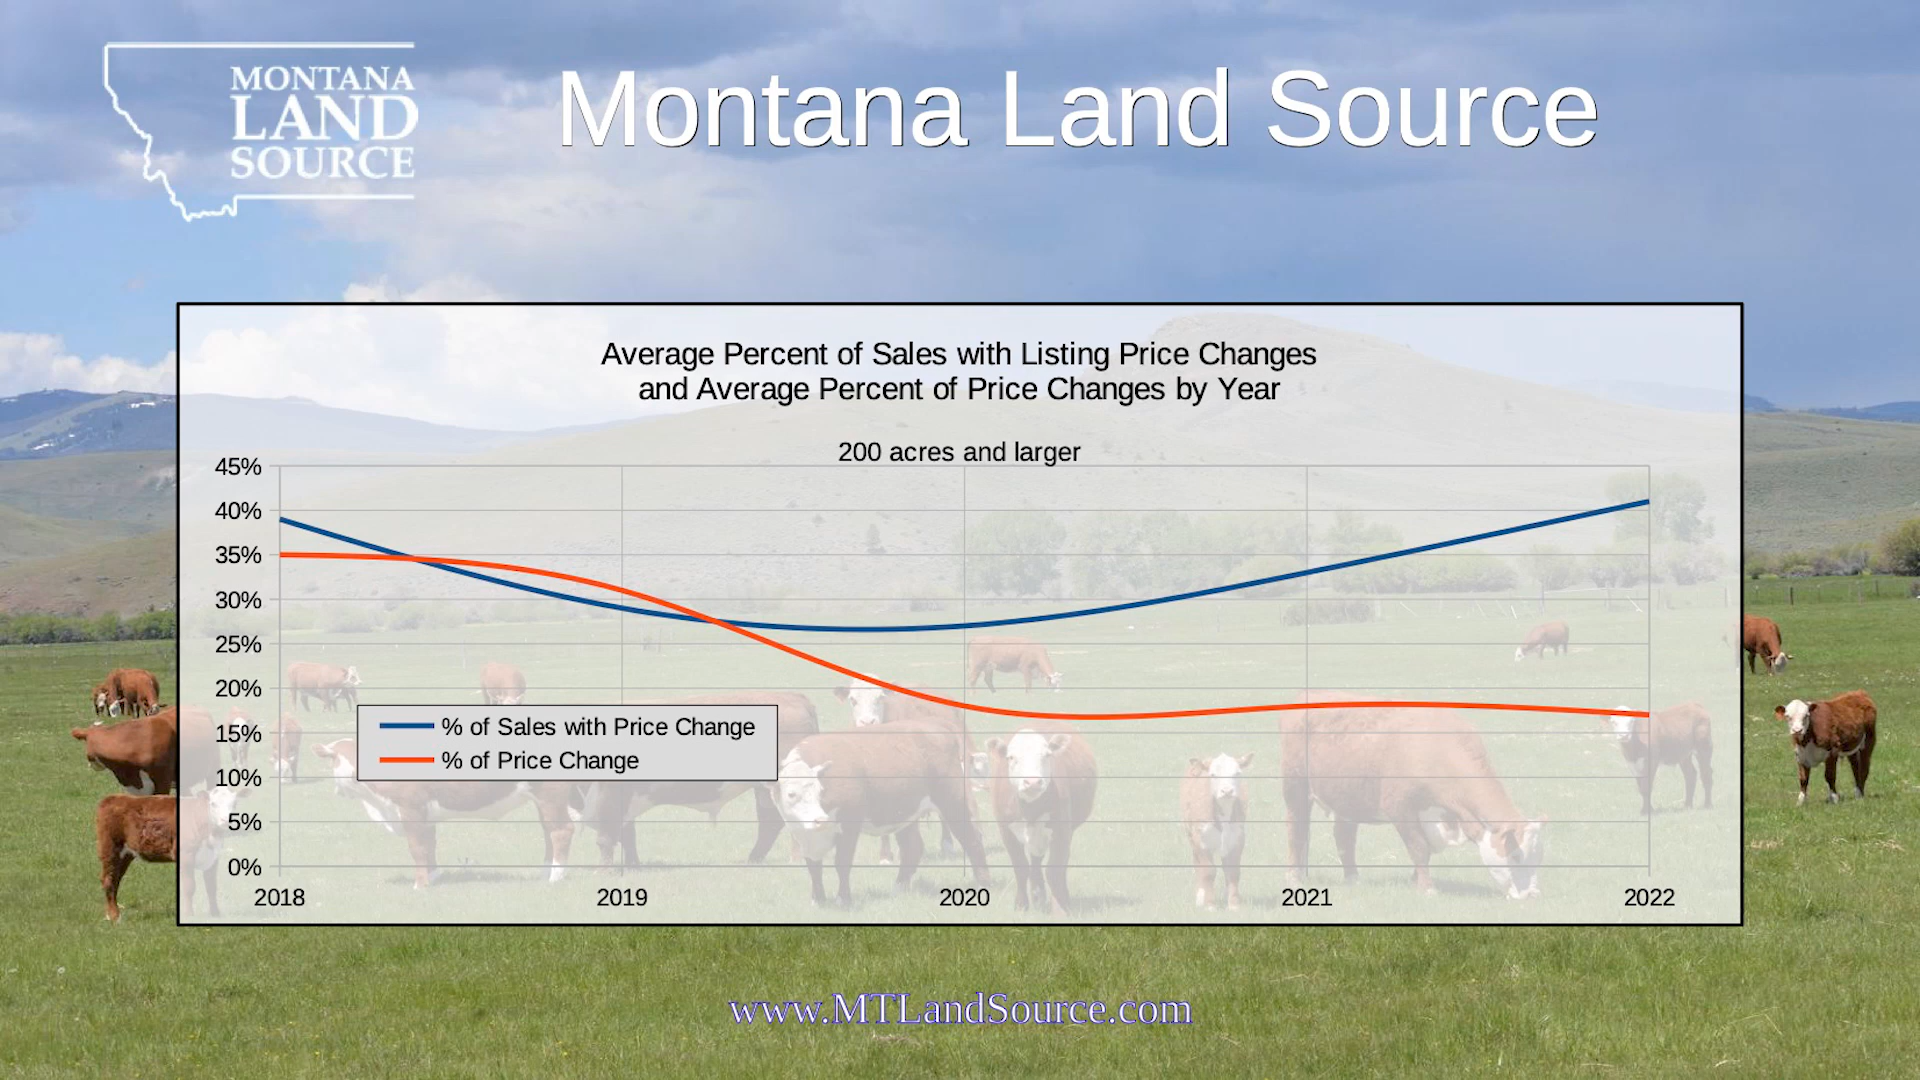 MONTANA
LAND
SOURCE
Montana Land Source
Average Percent of Sales with Listing Price Changes
and Average Percent of Price Changes by Year
200 acres and larger
45%
40%
35%
30%
25%
20%
15%
10%
5%
0%
% of Sales with Price Change
% of Price Change
2018 2019 2020 2021 2022
www.MTLandSource.com